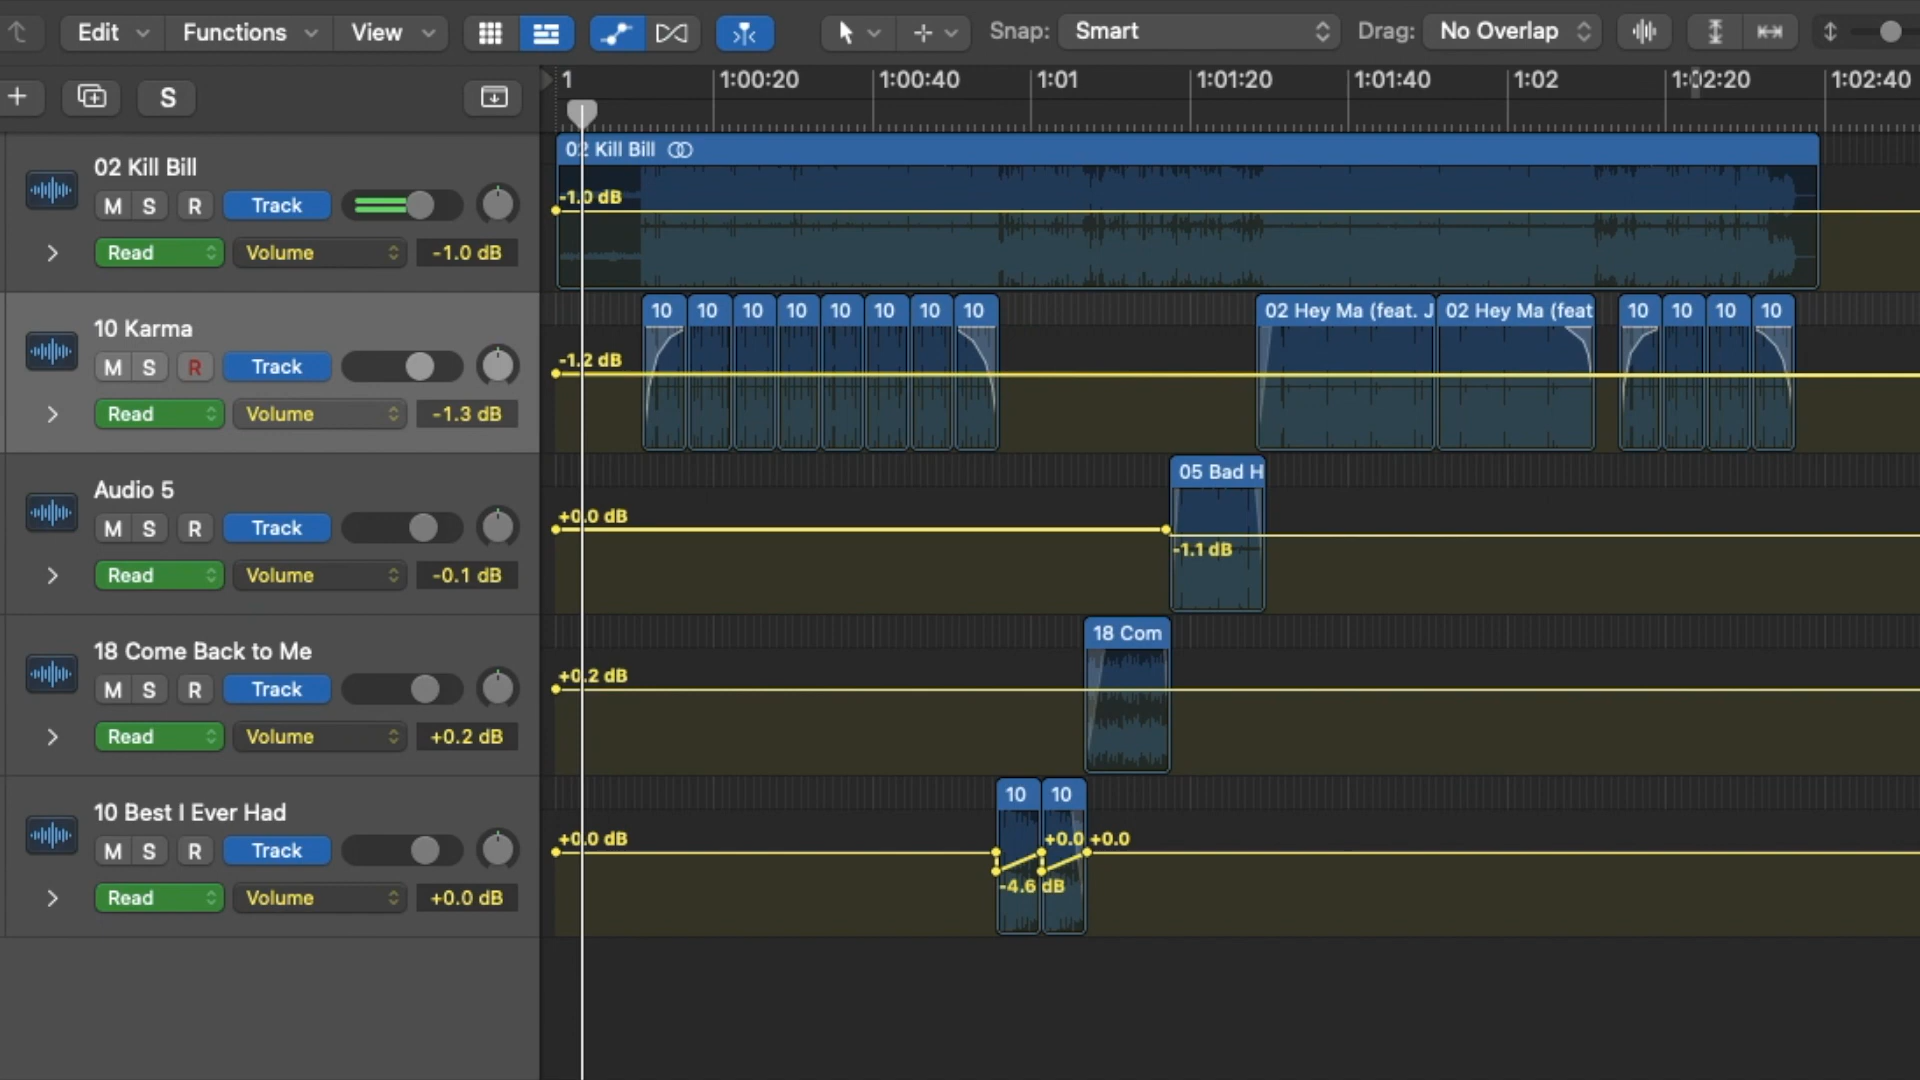 Edit Functions View Snap: Smart Drag: No Overlap
S 1 1:00:20 1:00:40 1:01 1:01:20 1:01:40 1:02 1:02:20 1:02:40
02 Kill Bill
02 Kill Bill
M S R Track
-1.0 dB
Read Volume -1.0 dB
10 Karma
10 10 10 10 10 10 10 10 02 Hey Ma (feat. J 02 Hey Ma (feat 10 10 10 10
M S R Track
-1.2 dB
Read Volume -1.3 dB
Audio 5
05 Bad H
M S R Track
+0.0 dB
-1.1 dB
Read Volume -0.1 dB
18 Come Back to Me
18 Com
M S R Track
+0.2 dB
Read Volume +0.2 dB
10 Best I Ever Had
10 10
M S R Track
+0.0 dB +0.0 +0.0
-4.6 dB
Read Volume +0.0 dB